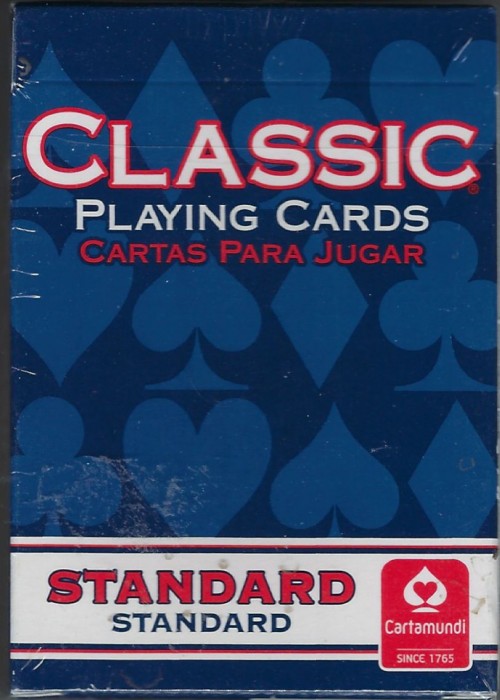 CLASSIC®
PLAYING CARDS
CARTAS PARA JUGAR
STANDARD
STANDARD
Cartamundi
SINCE 1765